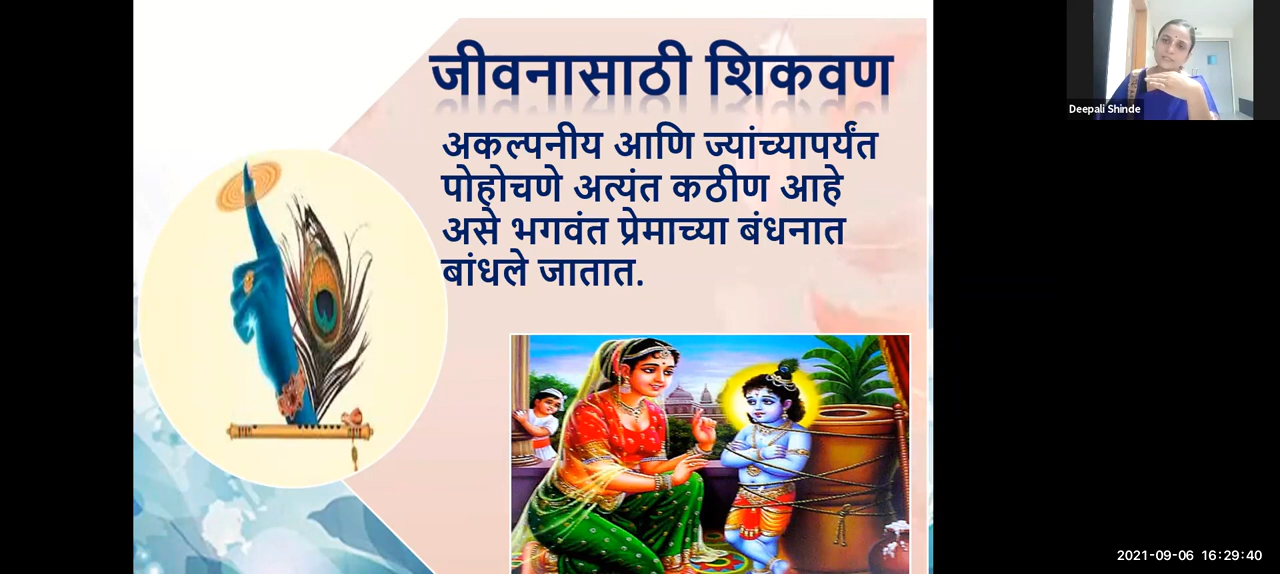 जीवनासाठी शिकवण
अकल्पनीय आणि ज्यांच्यापर्यंत
पोहोचणे अत्यंत कठीण आहे
असे भगवंत प्रेमाच्या बंधनात
बांधले जातात.
Deepali Shinde
2021-09-06 16:29:40